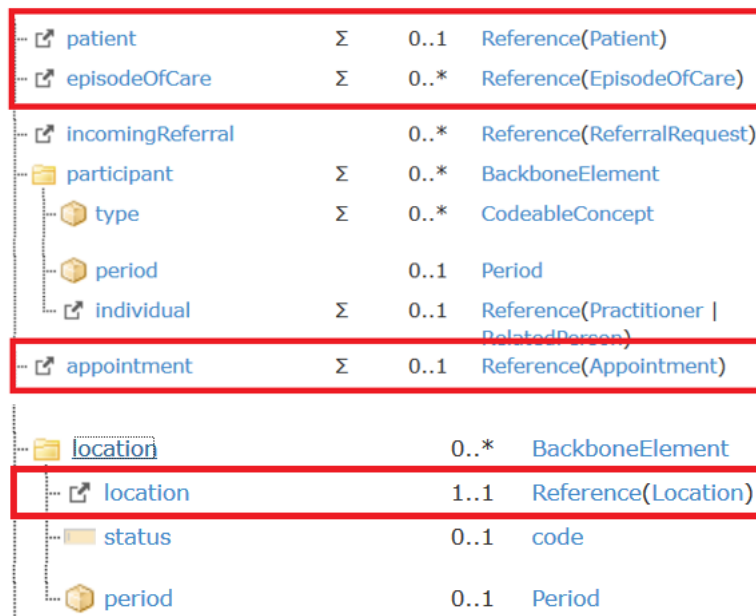 patient Σ 0..1 Reference(Patient)
episodeOfCare Σ 0..* Reference(EpisodeOfCare)
incomingReferral 0..* Reference(ReferralRequest)
participant Σ 0..* BackboneElement
type Σ 0..* CodeableConcept
period 0..1 Period
individual Σ 0..1 Reference(Practitioner |
RelatedPerson)
appointment Σ 0..1 Reference(Appointment)
location 0..* BackboneElement
location 1..1 Reference(Location)
status 0..1 code
period 0..1 Period